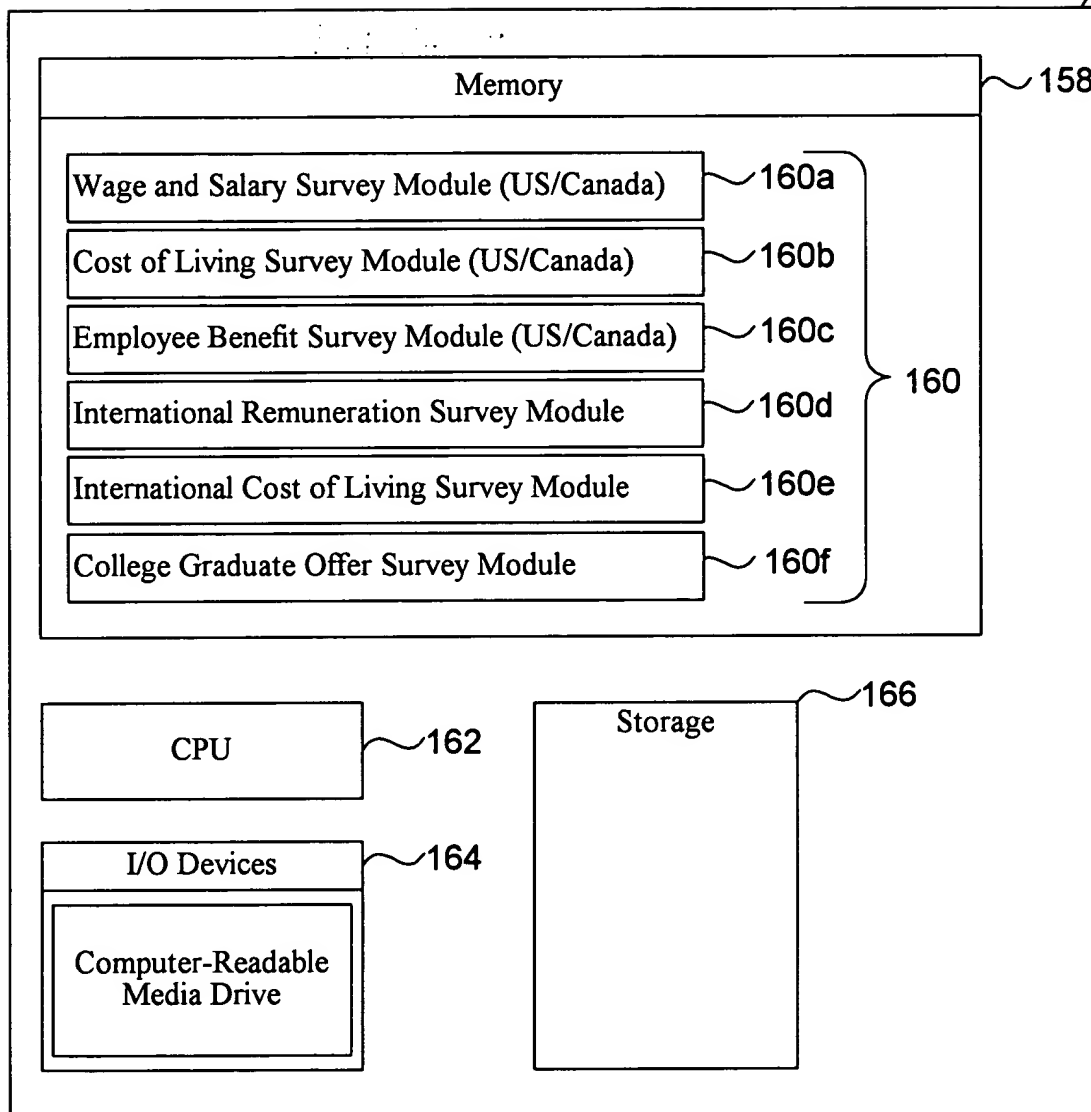 Memory
158
Wage and Salary Survey Module (US/Canada)
160a
Cost of Living Survey Module (US/Canada)
160b
Employee Benefit Survey Module (US/Canada)
160c
160
International Remuneration Survey Module
160d
International Cost of Living Survey Module
160e
College Graduate Offer Survey Module
160f
CPU
162
Storage
166
I/O Devices
164
Computer-Readable
Media Drive